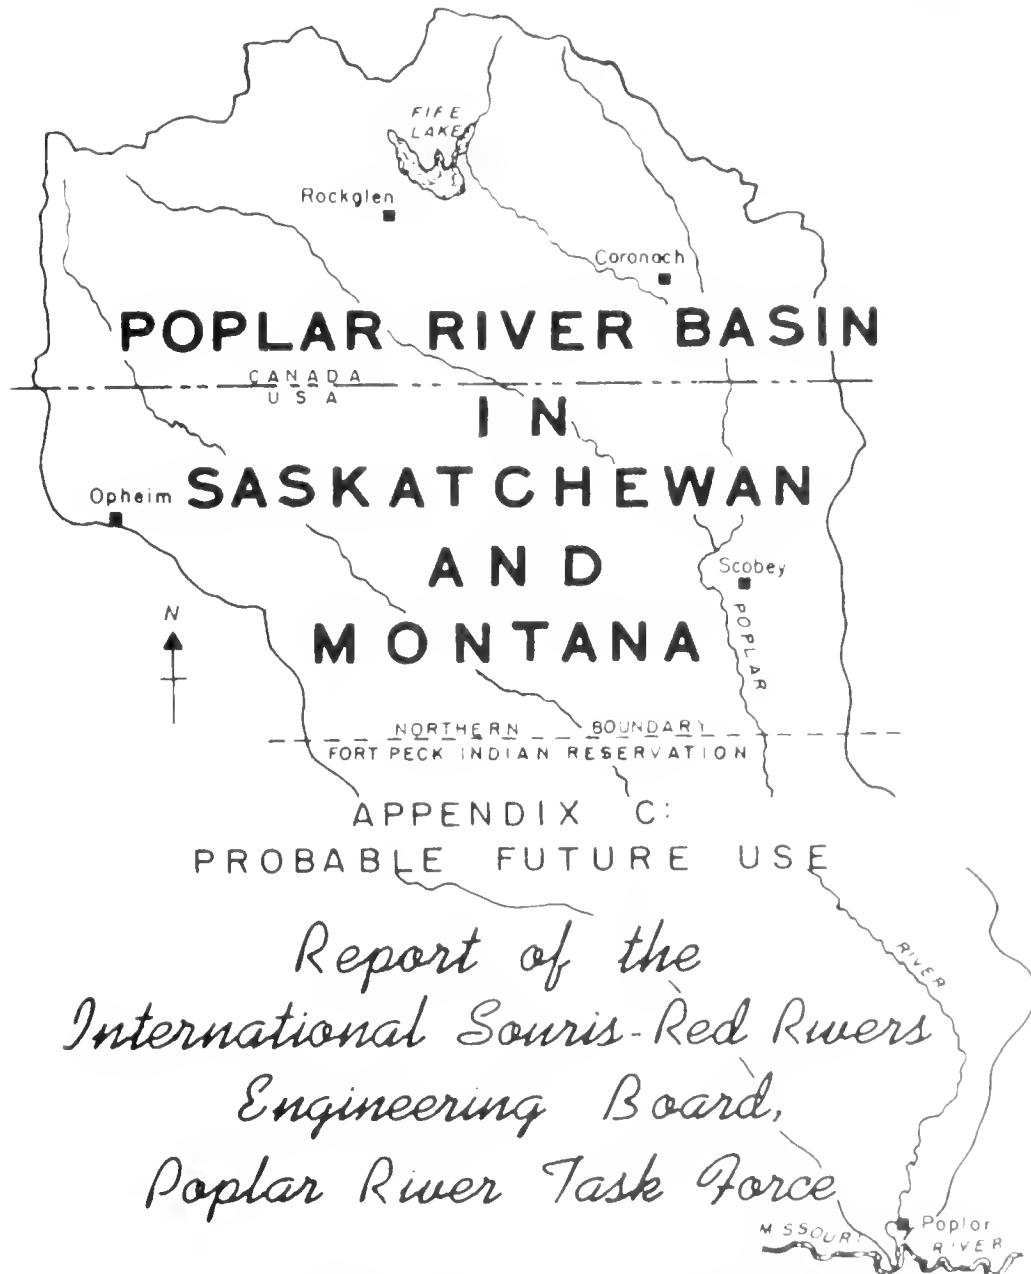 FIFE
LAKE
Rockglen
Coronach
POPLAR RIVER BASIN
CANADA
USA
IN
Opheim
SASKATCHEWAN
AND
Scobey
N
MONTANA
POPLAR
NORTHERN BOUNDARY
FORT PECK INDIAN RESERVATION
APPENDIX C:
PROBABLE FUTURE USE
Report of the
RIVER
International Souris-Red Rivers
Engineering Board,
Poplar River Task Force
Poplar
MISSOURI
RIVER